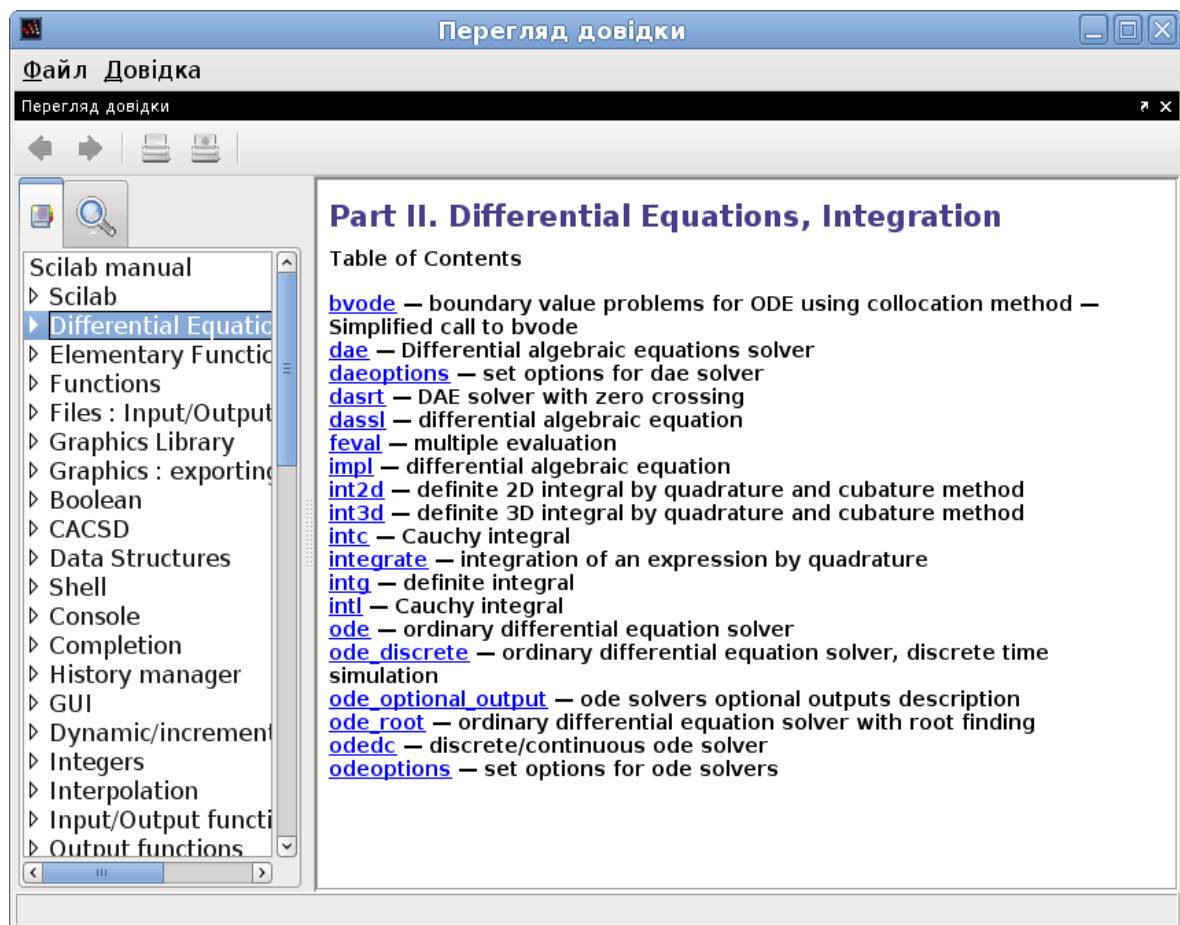 Перегляд довідки
Файл Довідка
Перегляд довідки
Scilab manual
Scilab
Differential Equatio
Elementary Functio
Functions
Files : Input/Output
Graphics Library
Graphics : exporting
Boolean
CACSD
Data Structures
Shell
Console
Completion
History manager
GUI
Dynamic/increment
Integers
Interpolation
Input/Output functi
Output functions
Part II. Differential Equations, Integration
Table of Contents
bvode — boundary value problems for ODE using collocation method —
Simplified call to bvode
dae — Differential algebraic equations solver
daeoptions — set options for dae solver
dasrt — DAE solver with zero crossing
dassl — differential algebraic equation
feval — multiple evaluation
impl — differential algebraic equation
int2d — definite 2D integral by quadrature and cubature method
int3d — definite 3D integral by quadrature and cubature method
intc — Cauchy integral
integrate — integration of an expression by quadrature
intg — definite integral
intl — Cauchy integral
ode — ordinary differential equation solver
ode_discrete — ordinary differential equation solver, discrete time
simulation
ode_optional_output — ode solvers optional outputs description
ode_root — ordinary differential equation solver with root finding
odedc — discrete/continuous ode solver
odeoptions — set options for ode solvers